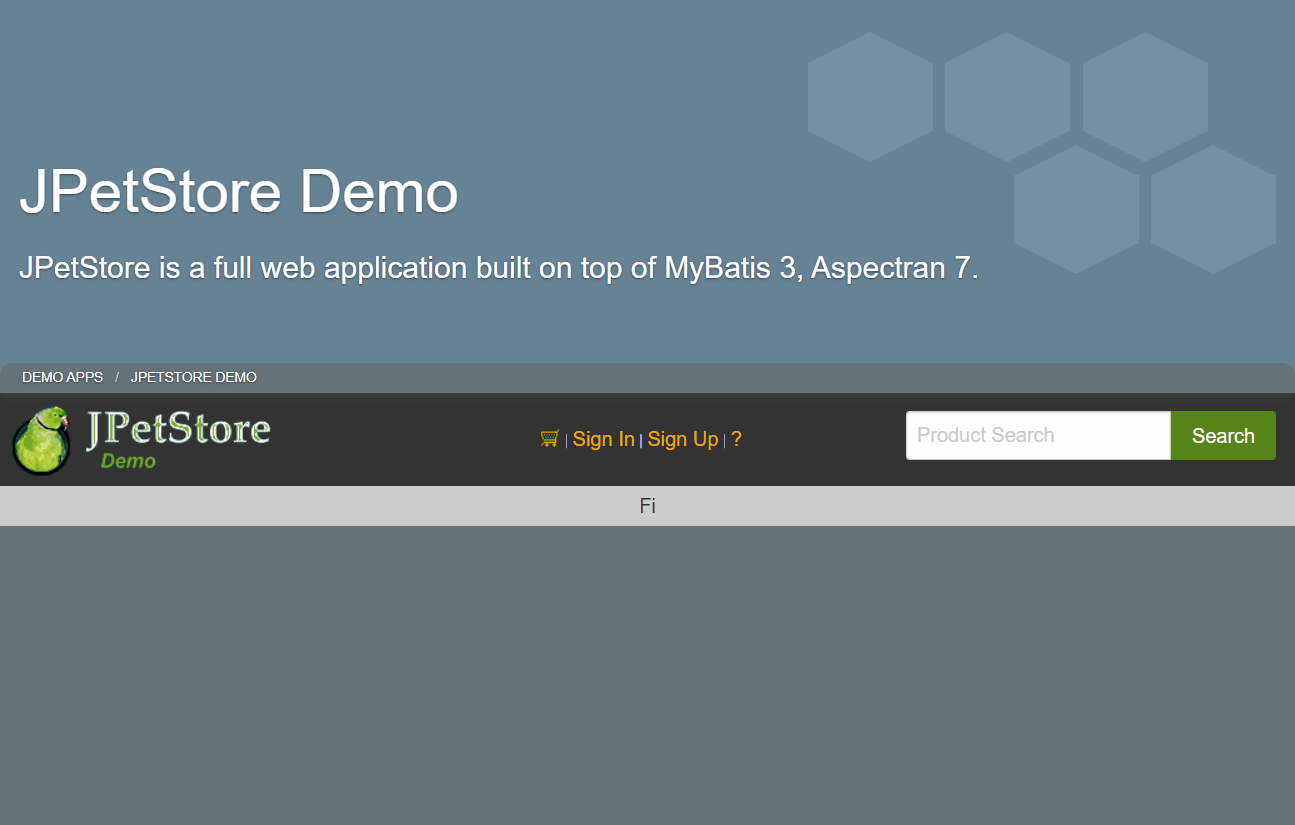 JPetStore Demo
JPetStore is a full web application built on top of MyBatis 3, Aspectran 7.
DEMO APPS / JPETSTORE DEMO
JPetStore
Demo
| Sign In | Sign Up | ?
Product Search
Search
Fi